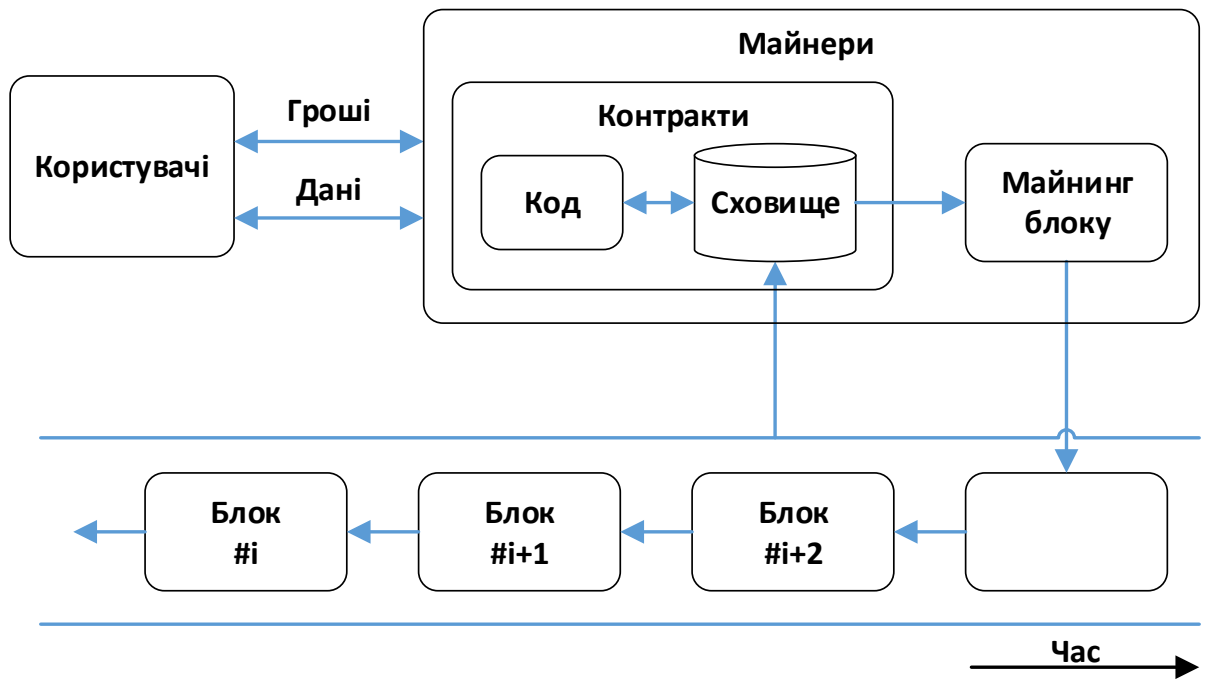 Майнери
Гроші
Контракти
Користувачі
Дані
Код
Сховище
Майнинг
блоку
Блок
#i
Блок
#i+1
Блок
#i+2
Час